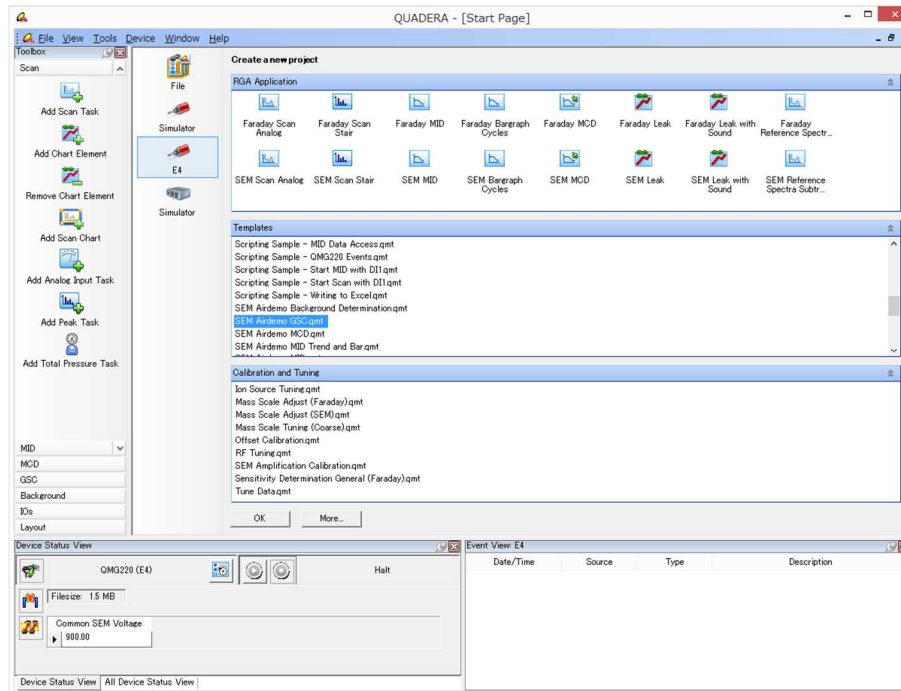 QUADERA - [Start Page]
File View Tools Device Window Help
Toolbox
Scan
Add Scan Task
Add Chart Element
Remove Chart Element
Add Scan Chart
Add Analog Input Task
Add Peak Task
Add Total Pressure Task
MID
MCD
GSC
Background
IOs
Layout
File
Simulator
E4
Simulator
Create a new project
RGA Application
Faraday Scan Analog
Faraday Scan Stair
Faraday MID
Faraday Bargraph Cycles
Faraday MCD
Faraday Leak
Faraday Leak with Sound
Faraday Reference Spectr...
SEM Scan Analog
SEM Scan Stair
SEM MID
SEM Bargraph Cycles
SEM MCD
SEM Leak
SEM Leak with Sound
SEM Reference Spectra Subtr...
Templates
Scripting Sample - MID Data Access.qmt
Scripting Sample - QMG220 Events.qmt
Scripting Sample - Start MID with DI1.qmt
Scripting Sample - Start Scan with DI1.qmt
Scripting Sample - Writing to Excel.qmt
SEM Airdemo Background Determination.qmt
SEM Airdemo GSC.qmt
SEM Airdemo MCD.qmt
SEM Airdemo MID Trend and Bar.qmt
Calibration and Tuning
Ion Source Tuning.qmt
Mass Scale Adjust (Faraday).qmt
Mass Scale Adjust (SEM).qmt
Mass Scale Tuning (Coarse).qmt
Offset Calibration.qmt
RF Tuning.qmt
SEM Amplification Calibration.qmt
Sensitivity Determination General (Faraday).qmt
Tune Data.qmt
OK More...
Device Status View
QMG220 (E4) Halt
Filesize: 1.5 MB
Common SEM Voltage
900.00
Device Status View All Device Status View
Event View: E4
Date/Time Source Type Description